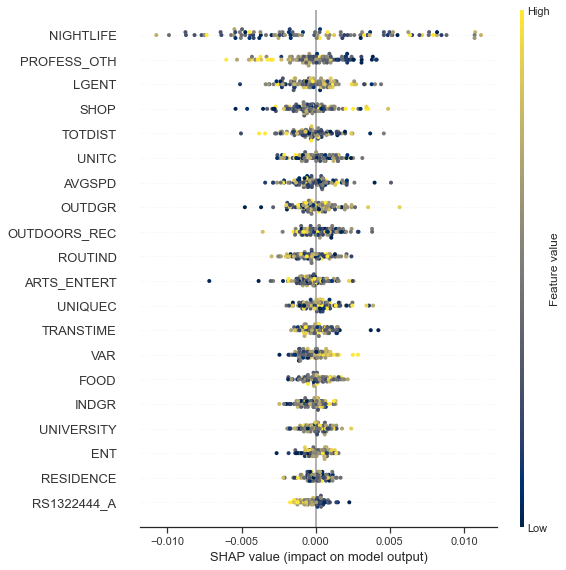 High
NIGHTLIFE
PROFESS_OTH
LGENT
SHOP
TOTDIST
UNITC
AVGSPD
OUTDGR
OUTDOORS_REC
ROUTIND
ARTS_ENTERT
UNIQUEC
TRANSTIME
VAR
FOOD
INDGR
UNIVERSITY
ENT
RESIDENCE
RS1322444_A
Feature value
Low
−0.010 −0.005 0.000 0.005 0.010
SHAP value (impact on model output)